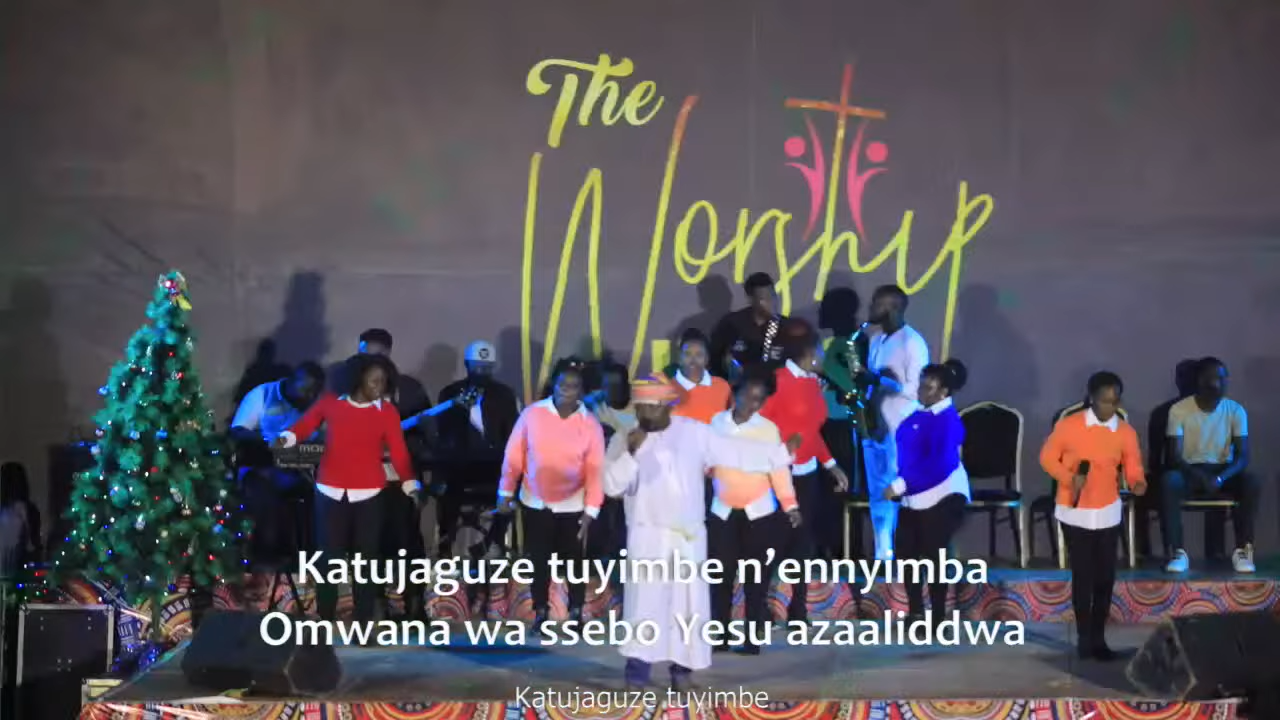 The
Worship
Katujaguze tuyimbe n’ennyimba
Omwana wa ssebo Yesu azaaliddwa
Katujaguze tuyimbe